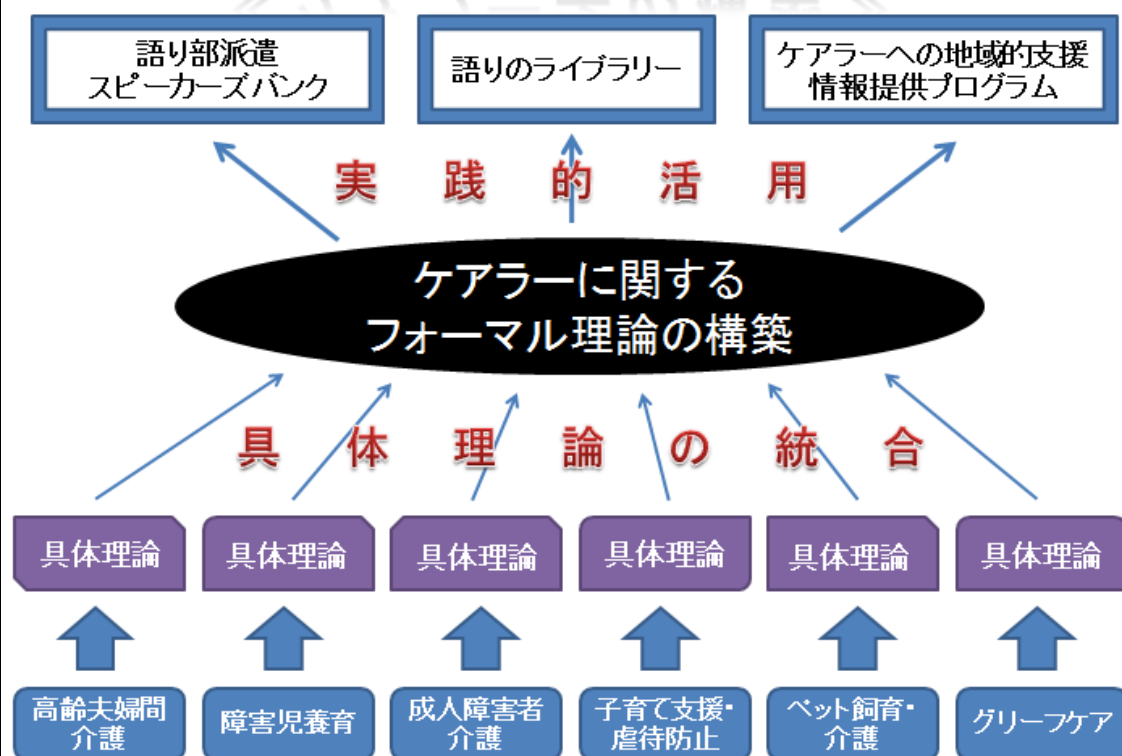 語り部派遣
スピーカーズバンク
語りのライブラリー
ケアラーへの地域的支援
情報提供プログラム
実践的活用
ケアラーに関する
フォーマル理論の構築
具体理論の統合
具体理論
具体理論
具体理論
具体理論
具体理論
具体理論
高齢夫婦間
介護
障害児養育
成人障害者
介護
子育て支援・
虐待防止
ペット飼育・
介護
グリーフケア